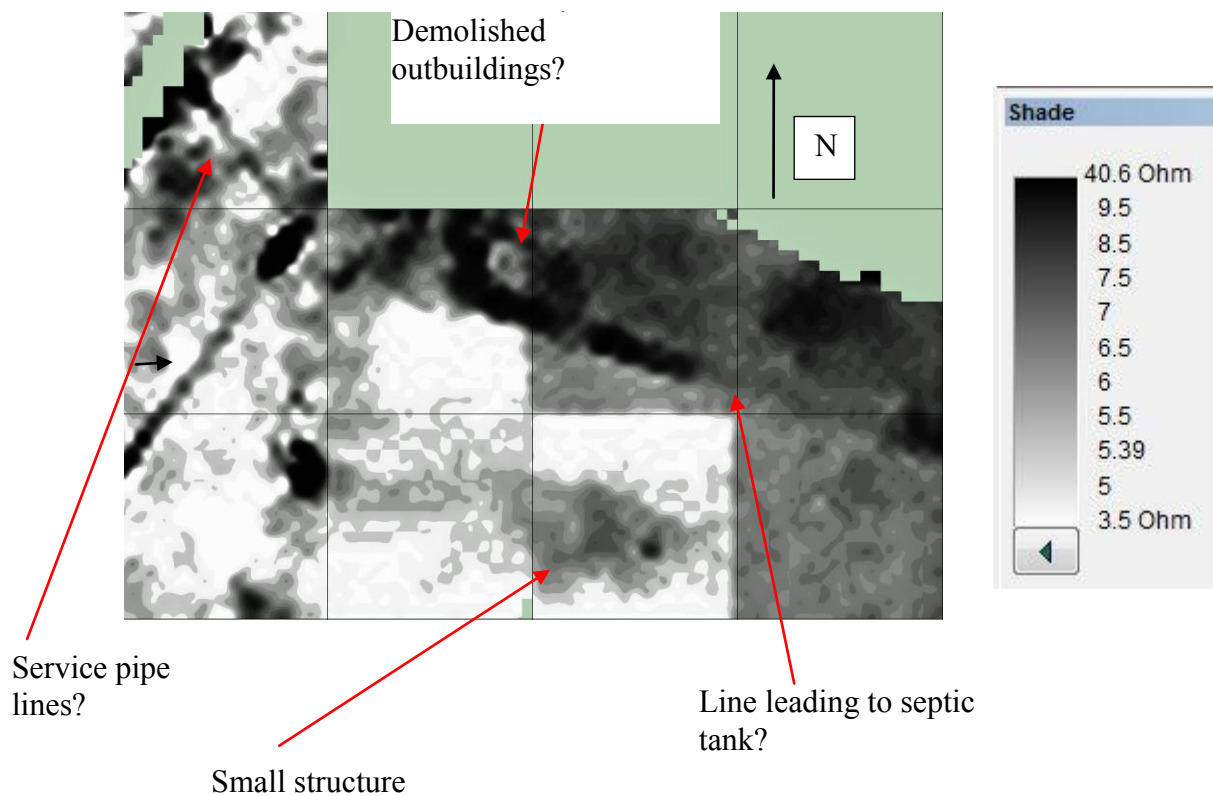 Demolished
outbuildings?
N
Shade
40.6 Ohm
9.5
8.5
7.5
7
6.5
6
5.5
5.39
5
3.5 Ohm
Service pipe
lines?
Line leading to septic
tank?
Small structure